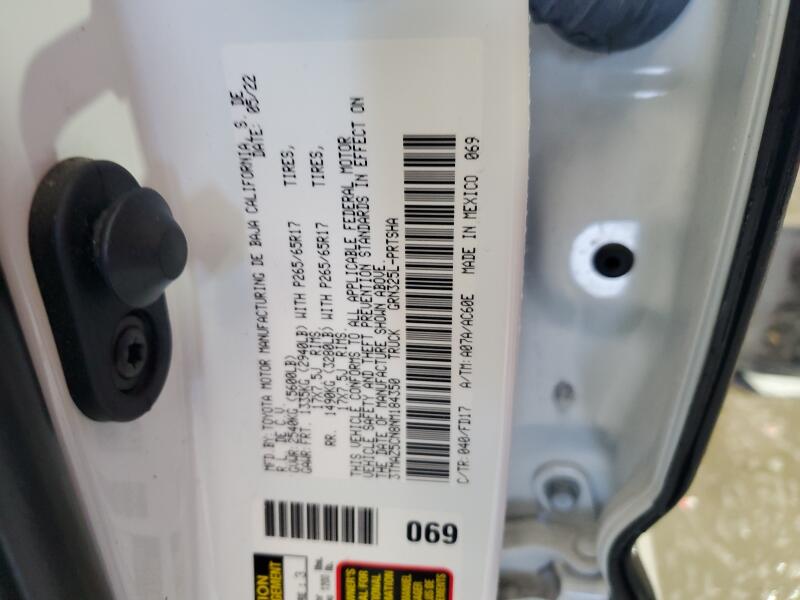 MFD BY: TOYOTA MOTOR MANUFACTURING DE BAJA CALIFORNIA, S. DE
R L. DE C.V. DATE: 05/22
GVWR: 2540KG (5600LB)
GAWR: FRT. 1335KG (2940LB) WITH P265/65R17 TIRES,
17X7.5J RIMS
RR. 1490KG (3280LB) WITH P265/65R17 TIRES,
17X7.5J RIMS
THIS VEHICLE CONFORMS TO ALL APPLICABLE FEDERAL MOTOR
VEHICLE SAFETY AND THEFT PREVENTION STANDARDS IN EFFECT ON
THE DATE OF MANUFACTURE SHOWN ABOVE.
3TMAZ5CN8NM184350 TRUCK GRN325L-PRTSHA
C/TR:040/FD17 A/TM:A07A/AC60E MADE IN MEXICO 069
069